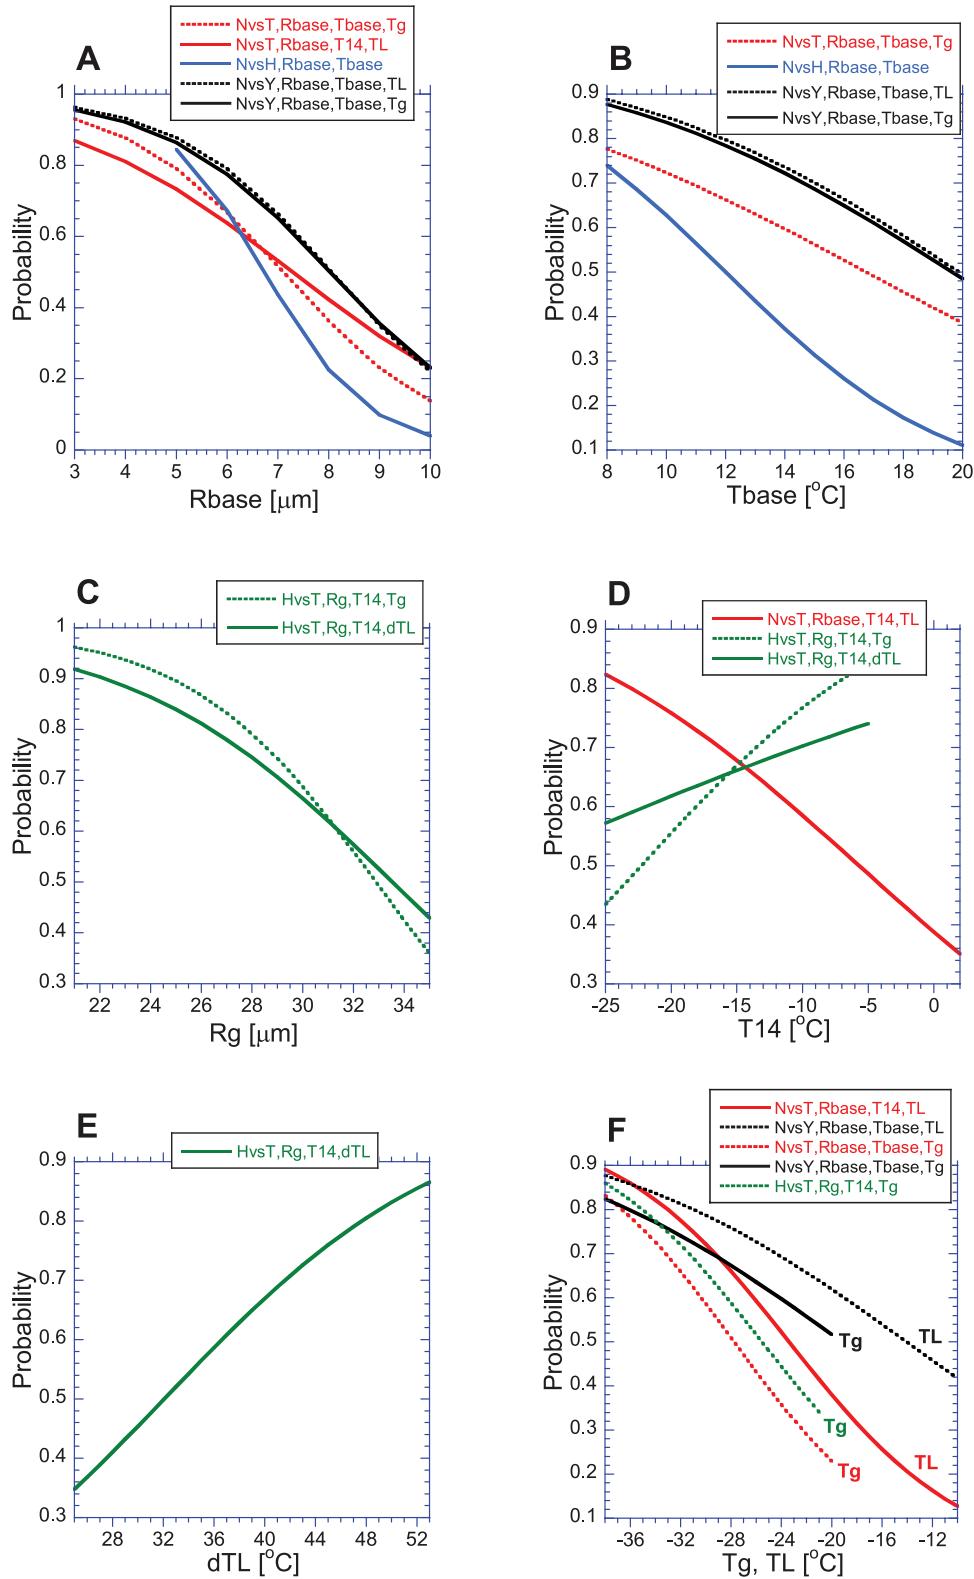 A
NvsT,Rbase,Tbase,Tg
NvsT,Rbase,T14,TL
NvsH,Rbase,Tbase
NvsY,Rbase,Tbase,TL
NvsY,Rbase,Tbase,Tg
Probability
1
0.8
0.6
0.4
0.2
0
3 4 5 6 7 8 9 10
Rbase [μm]
B
NvsT,Rbase,Tbase,Tg
NvsH,Rbase,Tbase
NvsY,Rbase,Tbase,TL
NvsY,Rbase,Tbase,Tg
Probability
0.9
0.8
0.7
0.6
0.5
0.4
0.3
0.2
0.1
8 10 12 14 16 18 20
Tbase [°C]
C
HvsT,Rg,T14,Tg
HvsT,Rg,T14,dTL
Probability
1
0.9
0.8
0.7
0.6
0.5
0.4
0.3
22 24 26 28 30 32 34
Rg [μm]
D
NvsT,Rbase,T14,TL
HvsT,Rg,T14,Tg
HvsT,Rg,T14,dTL
Probability
0.9
0.8
0.7
0.6
0.5
0.4
0.3
-25 -20 -15 -10 -5 0
T14 [°C]
E
HvsT,Rg,T14,dTL
Probability
0.9
0.8
0.7
0.6
0.5
0.4
0.3
28 32 36 40 44 48 52
dTL [°C]
F
NvsT,Rbase,T14,TL
NvsY,Rbase,Tbase,TL
NvsT,Rbase,Tbase,Tg
NvsY,Rbase,Tbase,Tg
HvsT,Rg,T14,Tg
Probability
0.9
0.8
0.7
0.6
0.5
0.4
0.3
0.2
0.1
Tg
TL
Tg
Tg
TL
-36 -32 -28 -24 -20 -16 -12
Tg, TL [°C]